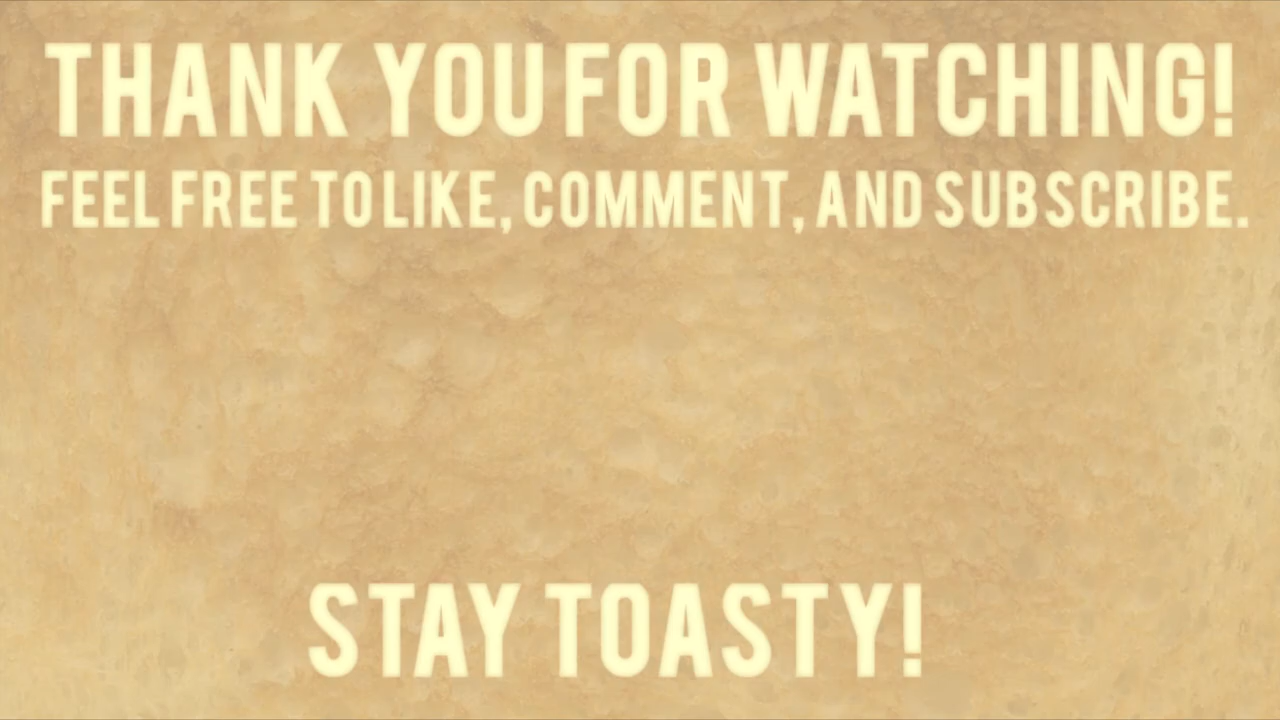 THANK YOU FOR WATCHING!
FEEL FREE TO LIKE, COMMENT, AND SUBSCRIBE.
STAY TOASTY!